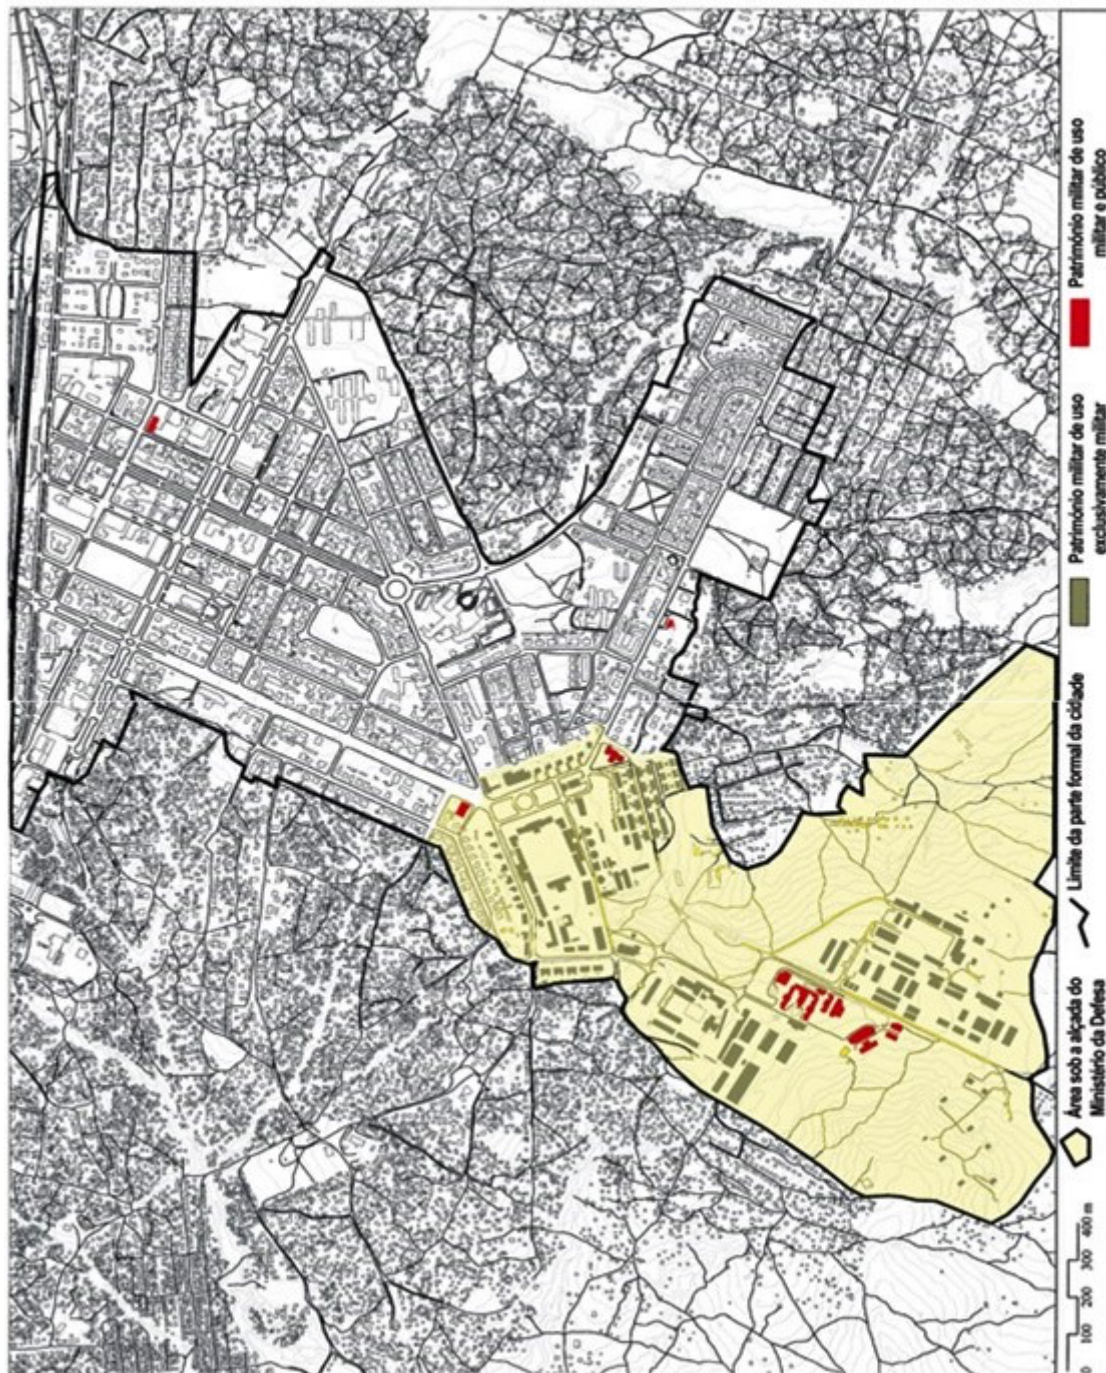 0 100 200 300 400 m
Área sob a alçada do
Ministério da Defesa
Limite da parte formal da cidade
Património militar de uso
exclusivamente militar
Património militar de uso
militar e público